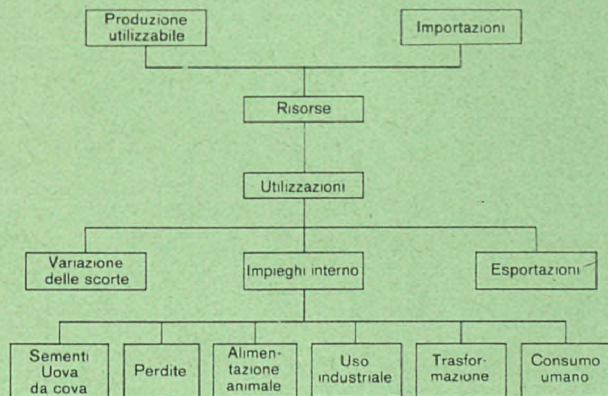 Produzione
utilizzabile
Importazioni
Risorse
Utilizzazioni
Variazione
delle scorte
Impieghi interno
Esportazioni
Sementi
Uova
da cova
Perdite
Alimen-
tazione
animale
Uso
industriale
Trasfor-
mazione
Consumo
umano